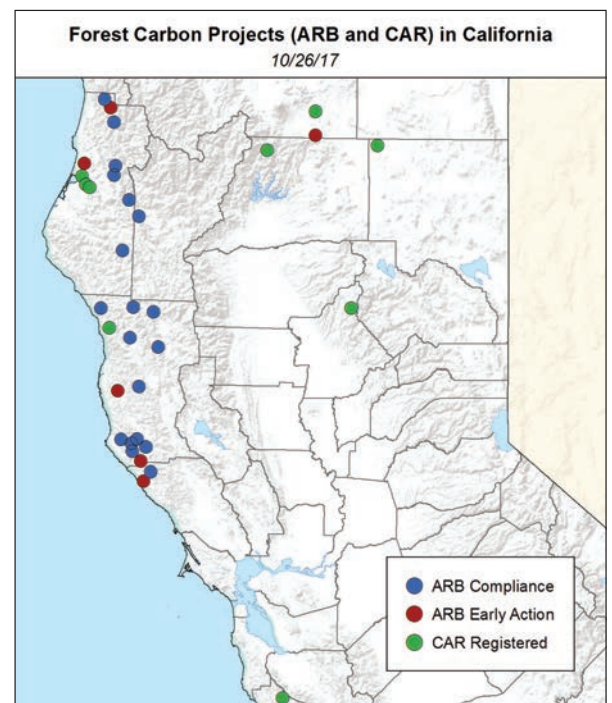 Forest Carbon Projects (ARB and CAR) in California
10/26/17
ARB Compliance
ARB Early Action
CAR Registered